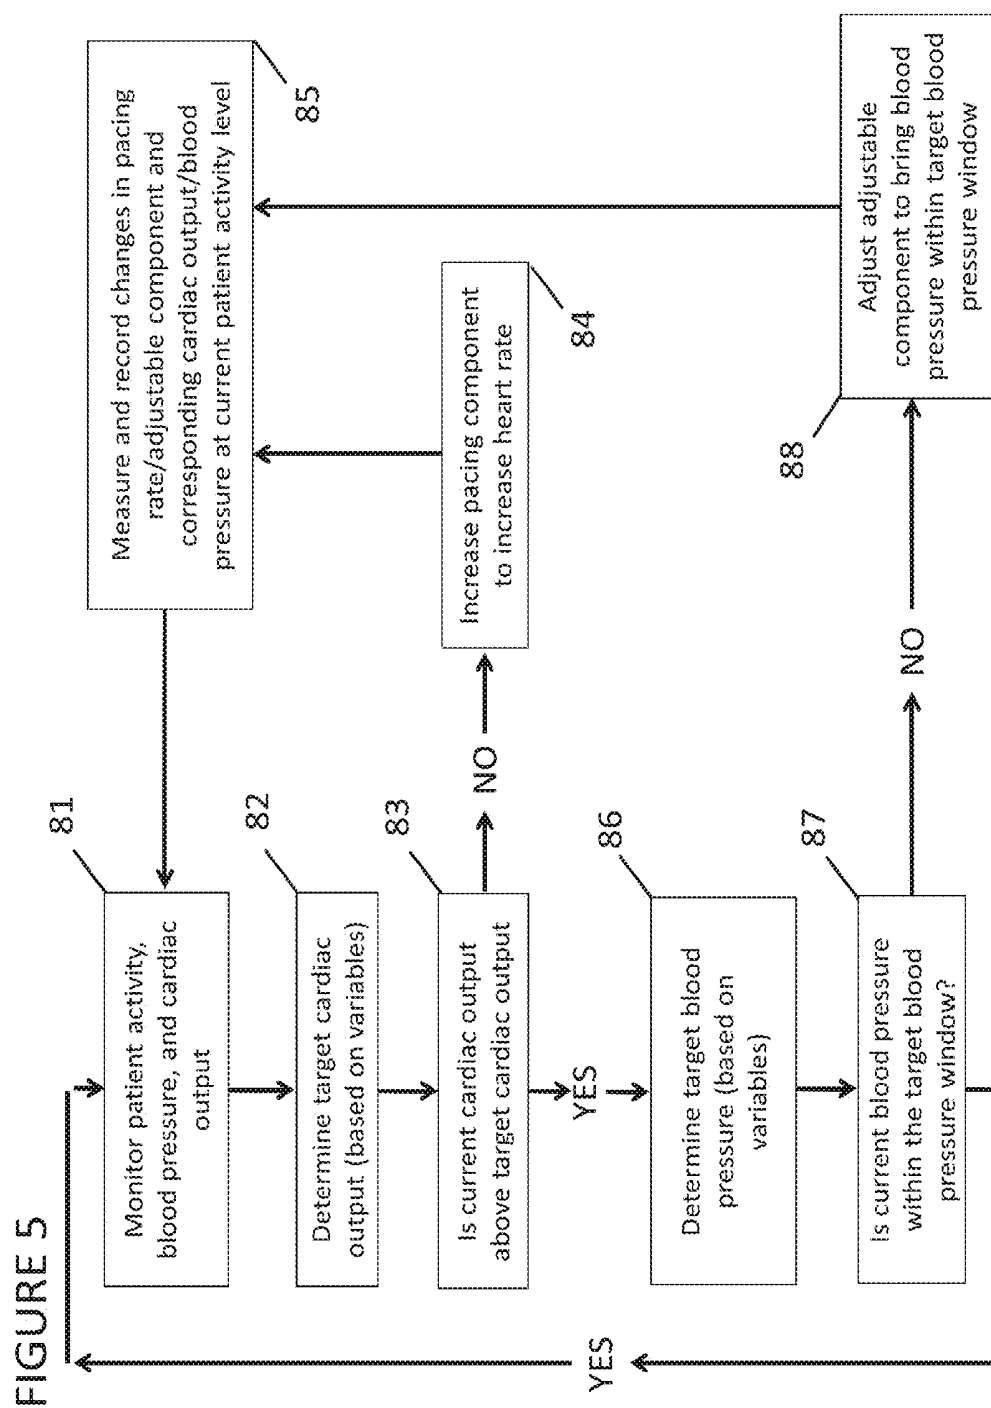 FIGURE 5
81
Monitor patient activity,
blood pressure, and cardiac
output
82
Determine target cardiac
output (based on variables)
83
Is current cardiac output
above target cardiac output
NO
84
Increase pacing component
to increase heart rate
85
Measure and record changes in pacing
rate/adjustable component and
corresponding cardiac output/blood
pressure at current patient activity level
YES
86
Determine target blood
pressure (based on
variables)
87
Is current blood pressure
within the target blood
pressure window?
NO
88
Adjust adjustable
component to bring blood
pressure within target blood
pressure window
YES